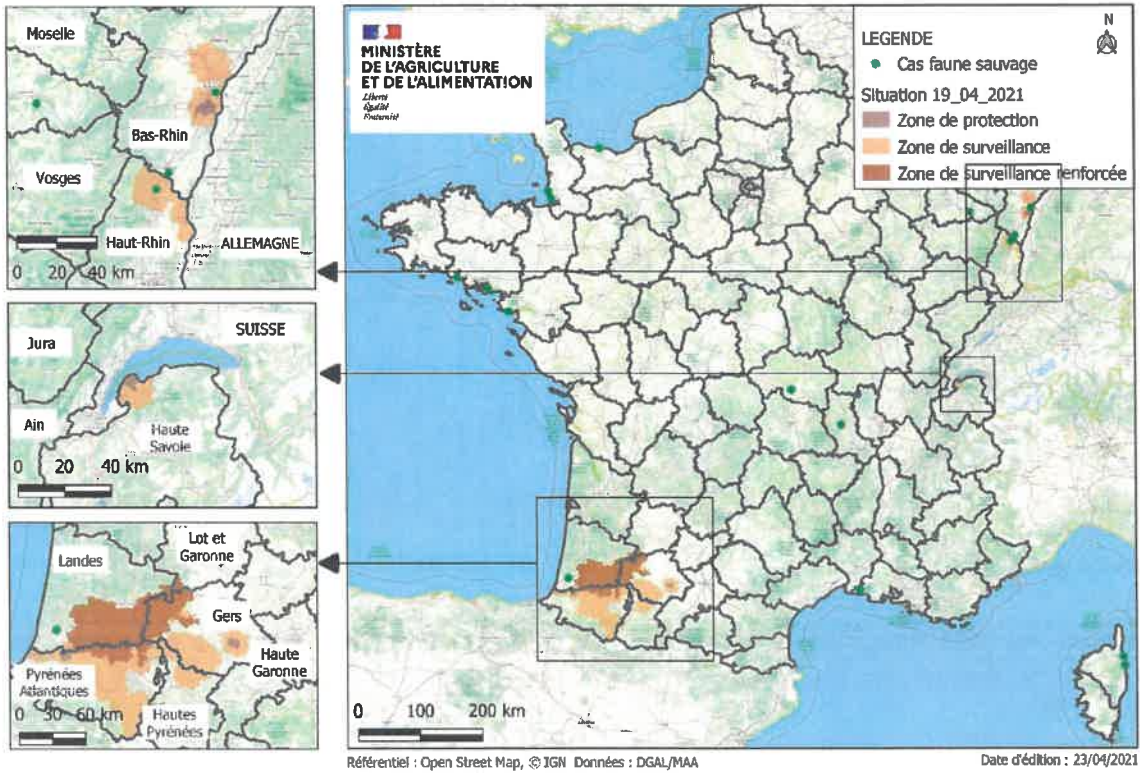 Moselle
Bas-Rhin
Vosges
Haut-Rhin
ALLEMAGNE
0 20 40 km
Jura
SUISSE
Ain
Haute
Savoie
0 20 40 km
Landes
Lot et
Garonne
Gers
Haute
Garonne
Pyrénées
Atlantiques
Hautes
Pyrénées
0 30 60 km
MINISTÈRE
DE L'AGRICULTURE
ET DE L'ALIMENTATION
Liberté
Égalité
Fraternité
LEGENDE
Cas faune sauvage
Situation 19_04_2021
Zone de protection
Zone de surveillance
Zone de surveillance renforcée
N
0 100 200 km
Référentiel : Open Street Map, © IGN Données : DGAL/MAA
Date d'édition : 23/04/2021